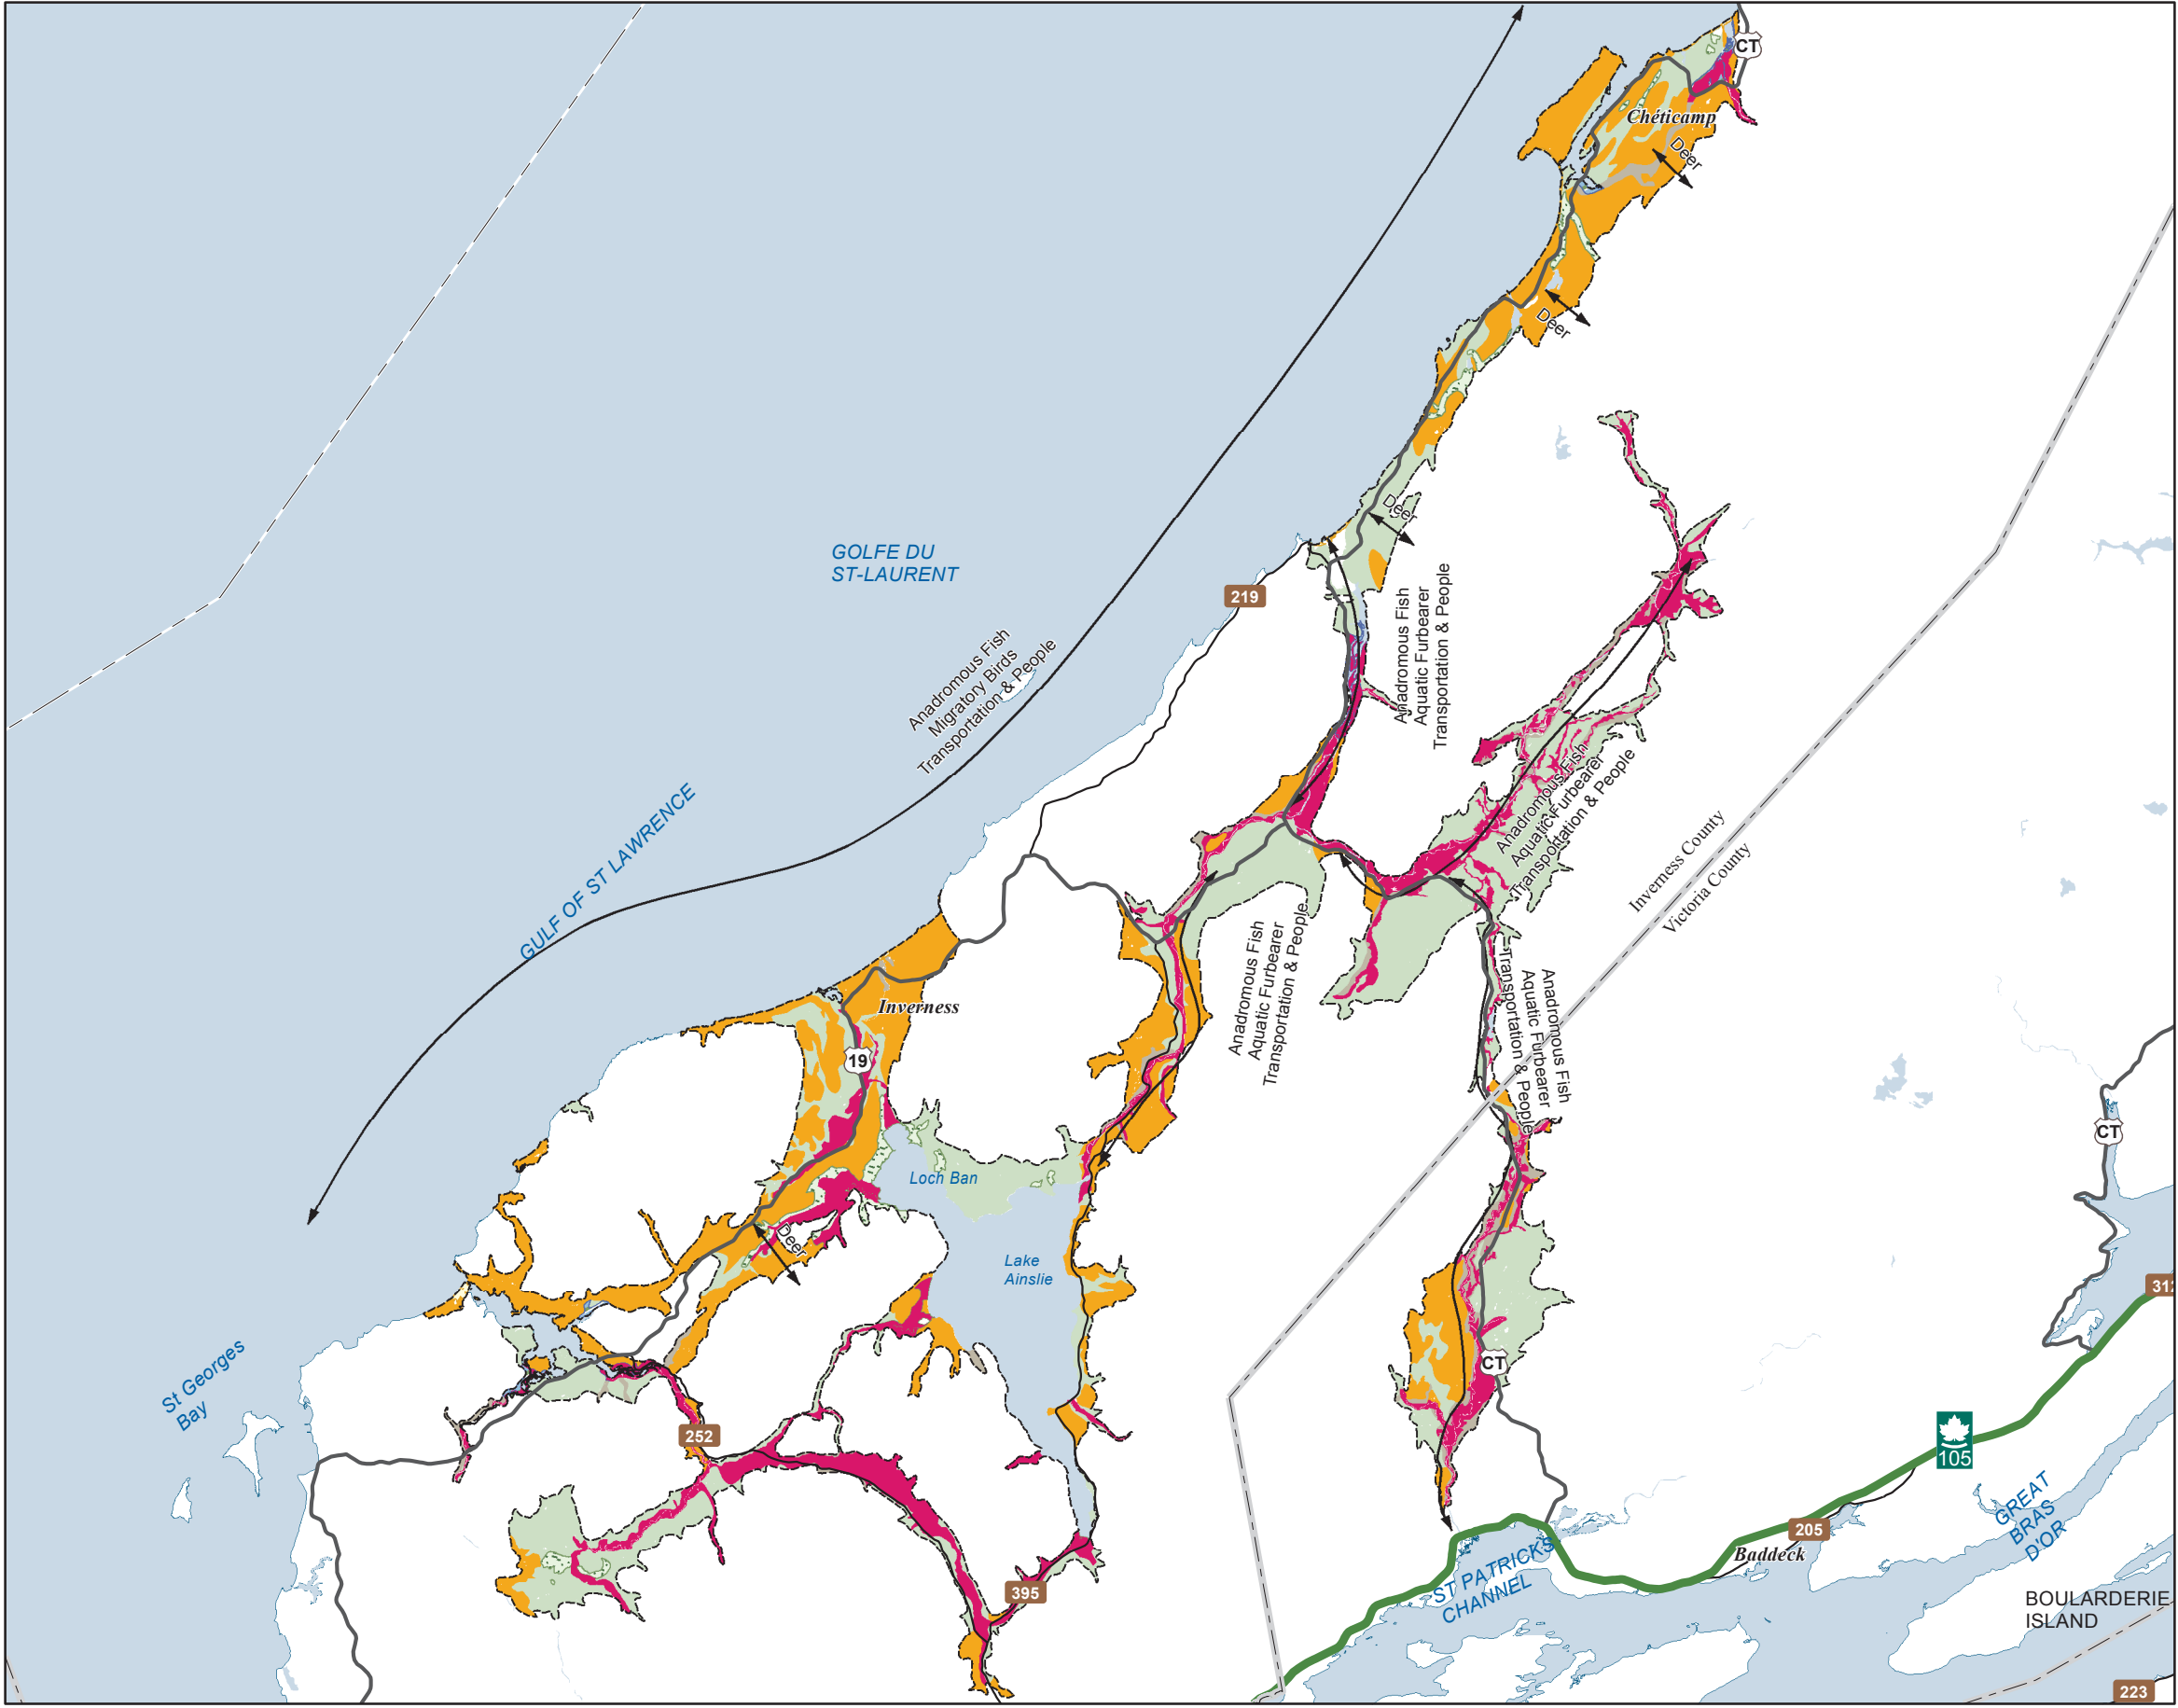 CT
Chéticamp
Deer
Deer
Deer
GOLFE DU
ST-LAURENT
219
Anadromous Fish
Aquatic Furbearer
Transportation & People
Anadromous Fish
Migratory Birds
Transportation & People
GULF OF ST LAWRENCE
Anadromous Fish
Aquatic Furbearer
Transportation & People
Inverness County
Victoria County
Anadromous Fish
Aquatic Furbearer
Transportation & People
Anadromous Fish
Aquatic Furbearer
Transportation & People
Inverness
19
CT
Loch Ban
Deer
Lake
Ainslie
312
St Georges
Bay
CT
252
105
GREAT
BRAS
D'OR
205
Baddeck
ST PATRICKS
CHANNEL
395
BOULARDERIE
ISLAND
223